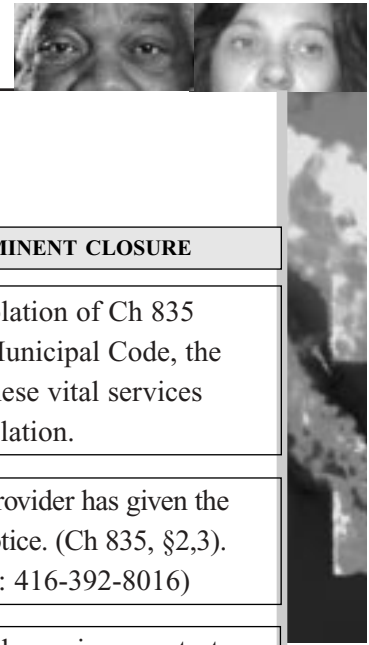 MINENT CLOSURE
lation of Ch 835
Municipal Code, the
hese vital services
lation.
rovider has given the
otice. (Ch 835, §2,3).
: 416-392-8016)